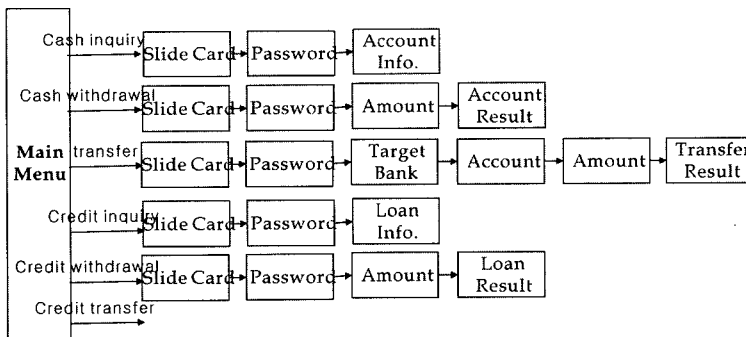 Cash inquiry
Slide Card
Password
Account
Info.
Cash withdrawal
Slide Card
Password
Amount
Account
Result
Main
Menu
transfer
Slide Card
Password
Target
Bank
Account
Amount
Transfer
Result
Credit inquiry
Slide Card
Password
Loan
Info.
Credit withdrawal
Slide Card
Password
Amount
Loan
Result
Credit transfer